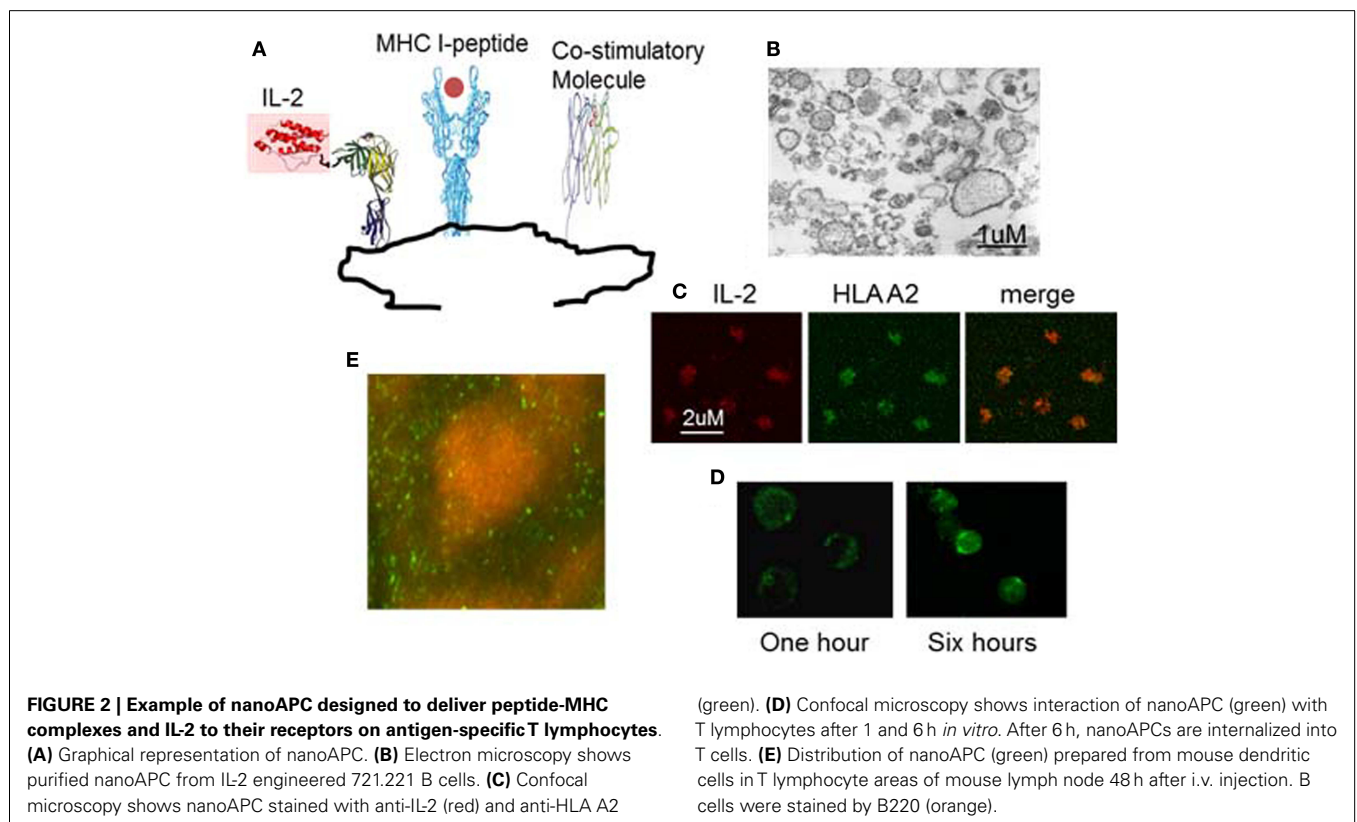 A
MHC I-peptide
Co-stimulatory
Molecule
IL-2
B
1uM
C
IL-2
HLA A2
merge
2uM
E
D
One hour
Six hours
FIGURE 2 | Example of nanoAPC designed to deliver peptide-MHC
complexes and IL-2 to their receptors on antigen-specific T lymphocytes.
(A) Graphical representation of nanoAPC. (B) Electron microscopy shows
purified nanoAPC from IL-2 engineered 721.221 B cells. (C) Confocal
microscopy shows nanoAPC stained with anti-IL-2 (red) and anti-HLA A2
(green). (D) Confocal microscopy shows interaction of nanoAPC (green) with
T lymphocytes after 1 and 6 h in vitro. After 6 h, nanoAPCs are internalized into
T cells. (E) Distribution of nanoAPC (green) prepared from mouse dendritic
cells in T lymphocyte areas of mouse lymph node 48 h after i.v. injection. B
cells were stained by B220 (orange).